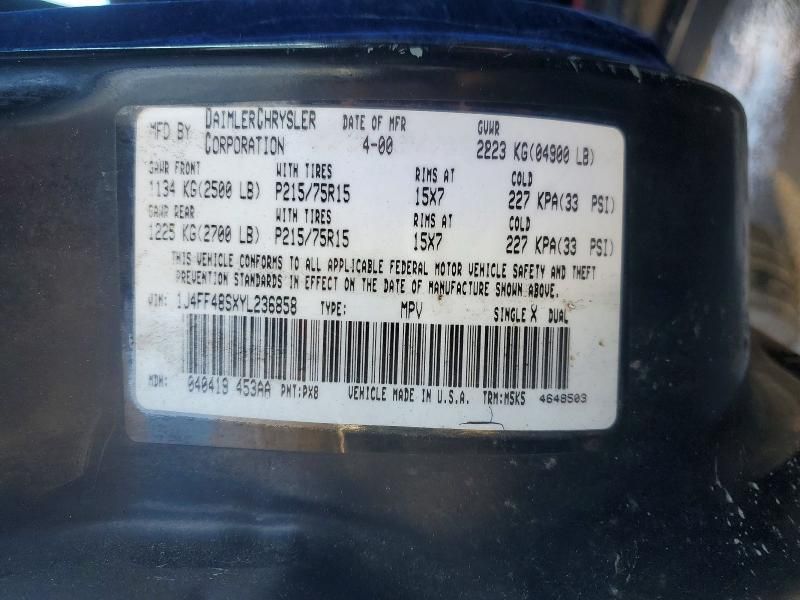 MFD BY DAIMLERCHRYSLER CORPORATION DATE OF MFR 4-00 GVWR 2223 KG(04900 LB)
GAWR FRONT WITH TIRES RIMS AT COLD
1134 KG(2500 LB) P215/75R15 15X7 227 KPA(33 PSI)
GAWR REAR WITH TIRES RIMS AT COLD
1225 KG(2700 LB) P215/75R15 15X7 227 KPA(33 PSI)
THIS VEHICLE CONFORMS TO ALL APPLICABLE FEDERAL MOTOR VEHICLE SAFETY AND THEFT
PREVENTION STANDARDS IN EFFECT ON THE DATE OF MANUFACTURE SHOWN ABOVE.
VIN: 1J4FF48SXYL236858 TYPE: MPV SINGLE X DUAL
MDH: 040419 453AA PNT:PX8 VEHICLE MADE IN U.S.A. TRM:M5K5 4648503